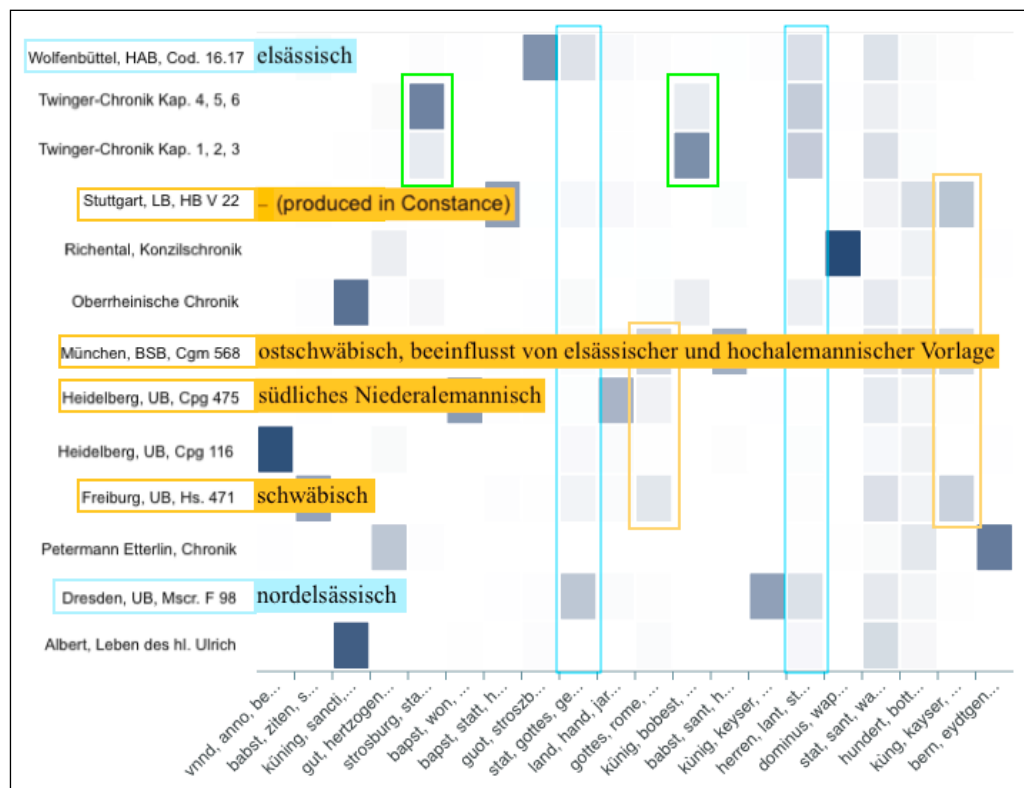 Wolfenbüttel, HAB, Cod. 16.17 elsässisch
Twinger-Chronik Kap. 4, 5, 6
Twinger-Chronik Kap. 1, 2, 3
Stuttgart, LB, HB V 22 – (produced in Constance)
Richental, Konzilschronik
Oberrheinische Chronik
München, BSB, Cgm 568 ostschwäbisch, beeinflusst von elsässischer und hochalemannischer Vorlage
Heidelberg, UB, Cpg 475 südliches Niederalemannisch
Heidelberg, UB, Cpg 116
Freiburg, UB, Hs. 471 schwäbisch
Petermann Etterlin, Chronik
Dresden, UB, Mscr. F 98 nordelsässisch
Albert, Leben des hl. Ulrich
vnnd, anno, be...
babst, ziten, s...
küning, sancti,...
gut, hertzogen...
strosburg, sta...
bapst, won, ...
bapst, statt, h...
guot, stroszb...
stat, gottes, ge...
land, hand, jar...
gottes, rome, ...
künig, bobest, ...
babst, sant, h...
künig, keyser, ...
herren, lant, st...
dominus, wap...
stat, sant, wa...
hundert, bott...
küng, kayser, ...
bern, eydtgen...